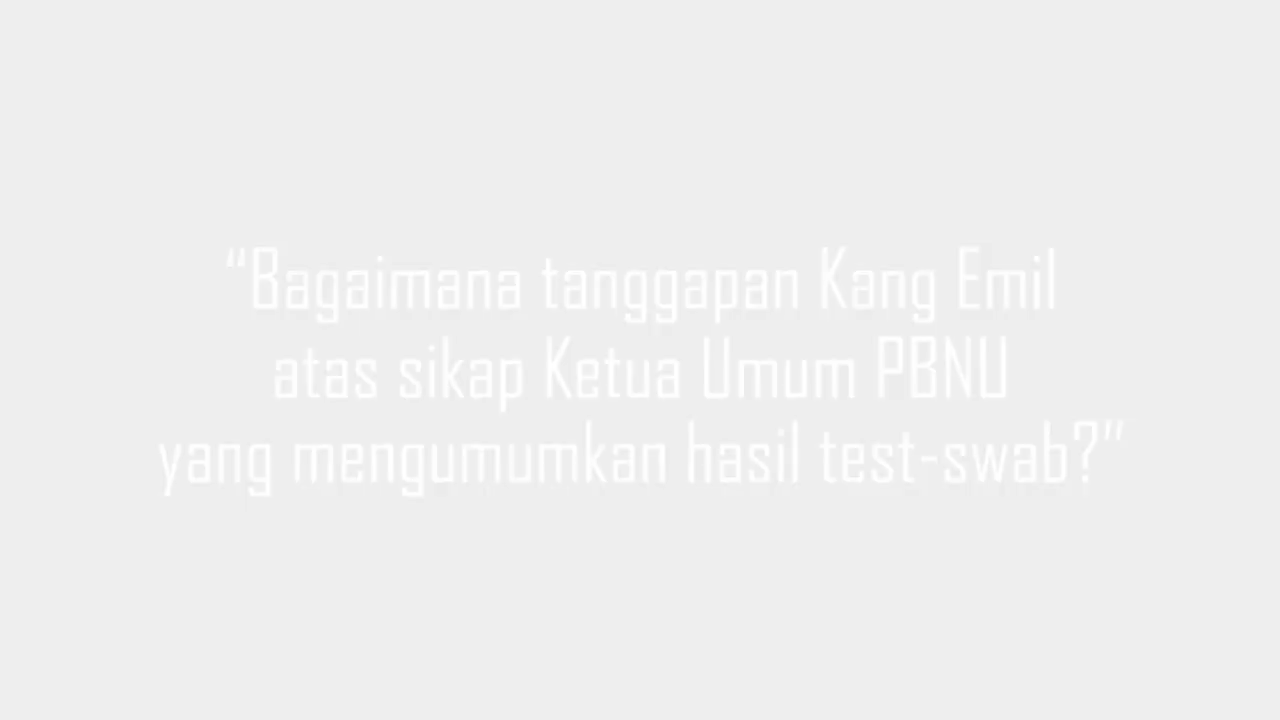 “Bagaimana tanggapan Kang Emil
atas sikap Ketua Umum PBNU
yang mengumumkan hasil test-swab?”